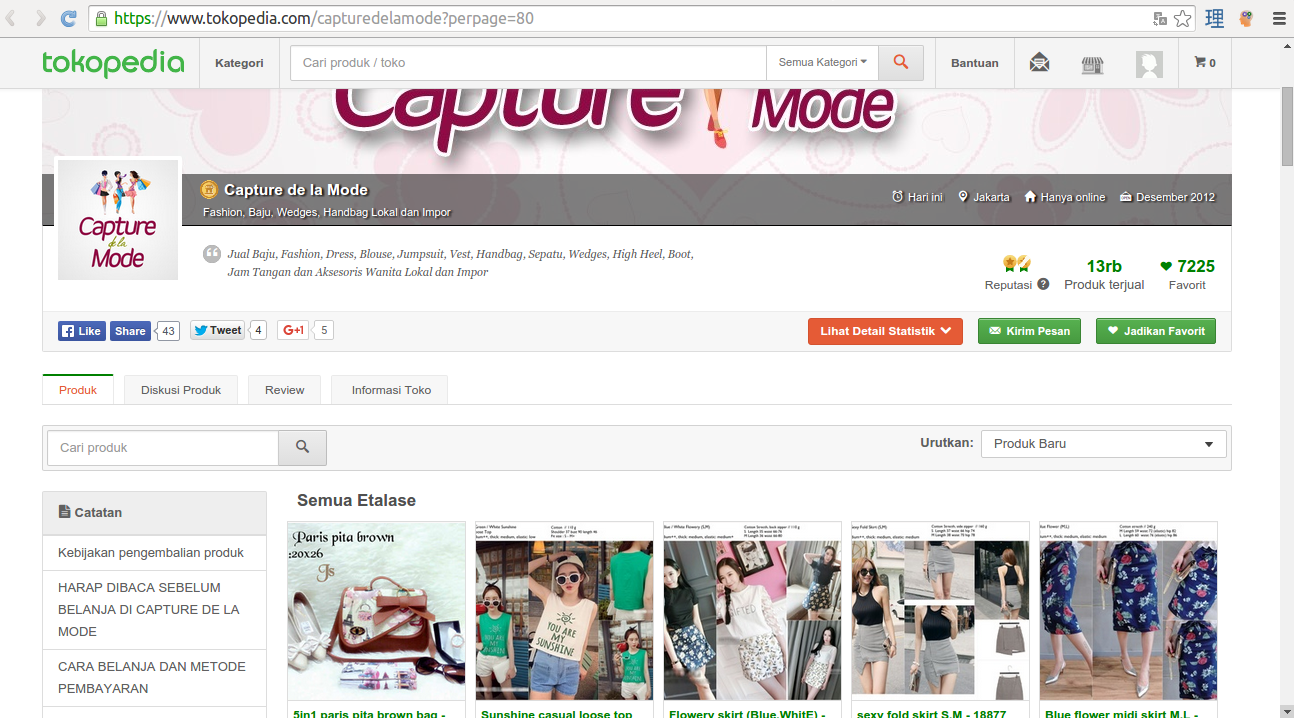 https://www.tokopedia.com/capturedelamode?perpage=80
理
tokopedia
Kategori
Cari produk / toko
Semua Kategori
Bantuan
0
Capture
Mode
Capture
de la
Mode
Capture de la Mode
Fashion, Baju, Wedges, Handbag Lokal dan Impor
Hari ini
Jakarta
Hanya online
Desember 2012
Jual Baju, Fashion, Dress, Blouse, Jumpsuit, Vest, Handbag, Sepatu, Wedges, High Heel, Boot,
Jam Tangan dan Aksesoris Wanita Lokal dan Impor
Reputasi ?
13rb
Produk terjual
7225
Favorit
Like
Share
43
Tweet
4
G+1
5
Lihat Detail Statistik
Kirim Pesan
Jadikan Favorit
Produk
Diskusi Produk
Review
Informasi Toko
Cari produk
Urutkan:
Produk Baru
Catatan
Kebijakan pengembalian produk
HARAP DIBACA SEBELUM
BELANJA DI CAPTURE DE LA
MODE
CARA BELANJA DAN METODE
PEMBAYARAN
Semua Etalase
Paris pita brown
:20x26
Js
YOU ARE
MY
SUNSHINE
YOU ARE
MY
SUNSHINE
5in1 paris pita brown bag -
Sunshine casual loose top
Flowery skirt (Blue,WhitE) -
sexy fold skirt S,M - 18877
Blue flower midi skirt M,L -